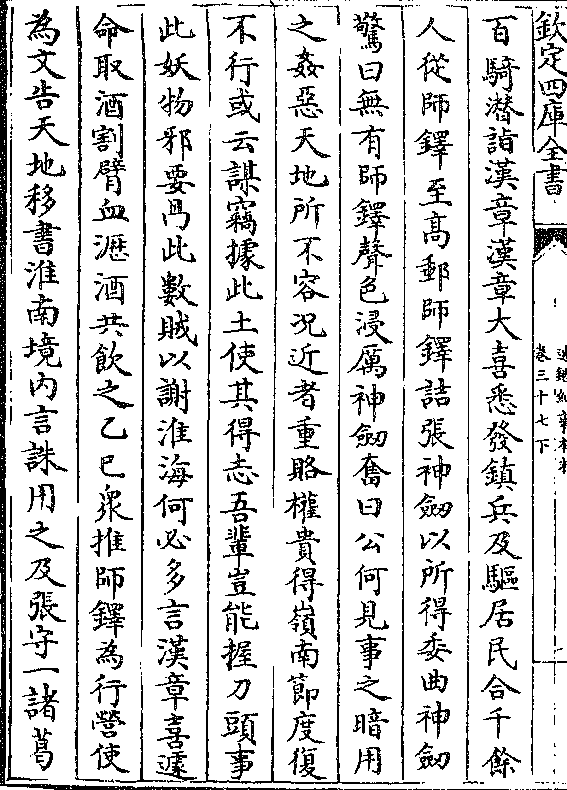 欽定四庫全書
通鑑紀事本末
卷三十七下
百騎潜詣漢章漢章大喜悉發鎮兵及驅居民合千餘
人從師鐸至高郵師鐸詰張神劒以所得委曲神劒
驚曰無有師鐸聲色浸厲神劒奮曰公何見事之暗用
之姦惡天地所不容况近者重賂權貴得嶺南節度復
不行或云謀竊據此土使其得志吾輩豈能握刀頭事
此妖物邪要冎此數賊以謝淮海何必多言漢章喜遽
命取酒割臂血瀝酒共飲之乙巳衆推師鐸為行營使
為文告天地移書淮南境内言誅用之及張守一諸葛